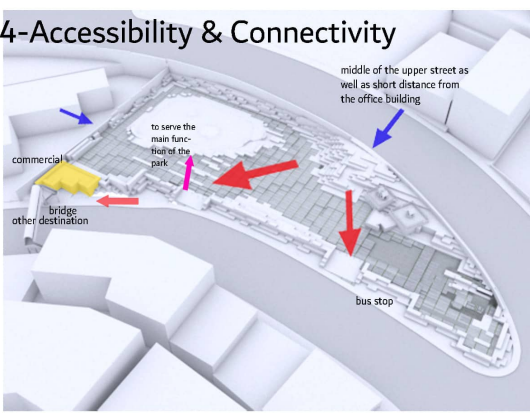 4-Accessibility & Connectivity
middle of the upper street as
well as short distance from
the office building
to serve the
main func-
tion of the
park
commercial
bridge
other destination
bus stop